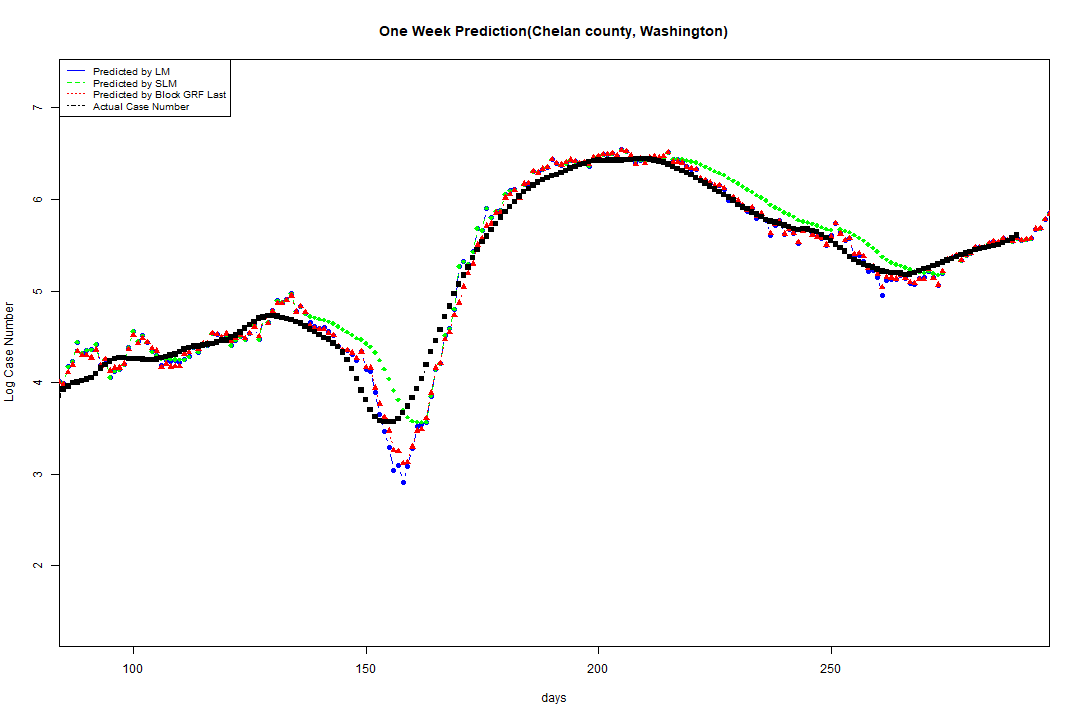 One Week Prediction(Chelan county, Washington)
Predicted by LM
Predicted by SLM
Predicted by Block GRF Last
Actual Case Number
7
6
5
4
3
2
Log Case Number
100 150 200 250
days